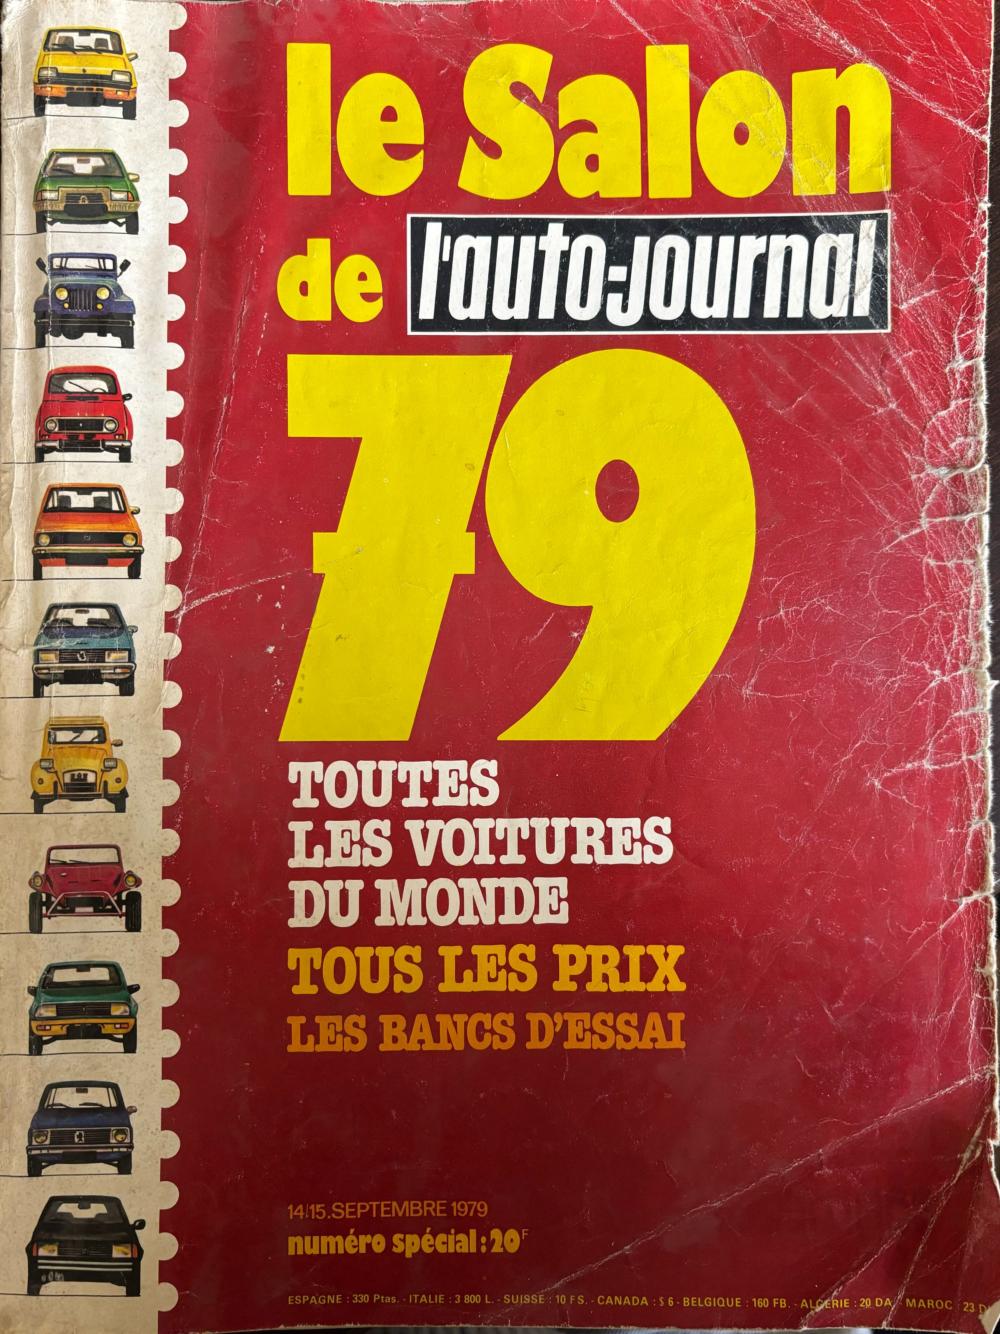 le Salon
de l'auto-journal
79
TOUTES
LES VOITURES
DU MONDE
TOUS LES PRIX
LES BANCS D'ESSAI
14/15.SEPTEMBRE 1979
numéro spécial : 20F
ESPAGNE : 330 Ptas. - ITALIE : 3 800 L. - SUISSE : 10 FS. - CANADA : $ 6 - BELGIQUE : 160 FB. - ALGÉRIE : 20 DA - MAROC : 23 D